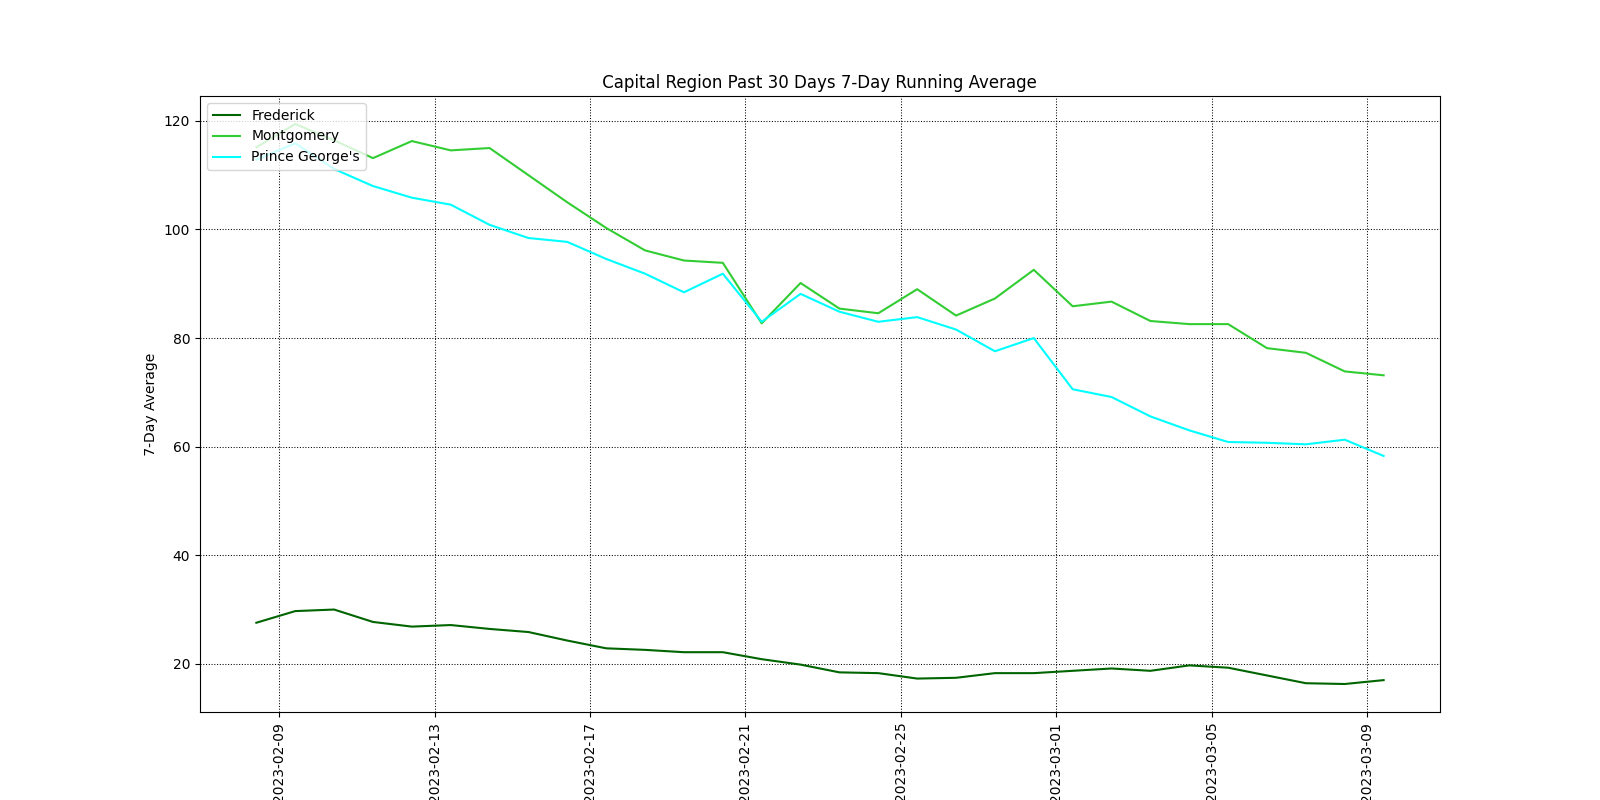 Capital Region Past 30 Days 7-Day Running Average
Frederick
Montgomery
Prince George's
120
100
80
60
40
20
7-Day Average
2023-02-09
2023-02-13
2023-02-17
2023-02-21
2023-02-25
2023-03-01
2023-03-05
2023-03-09